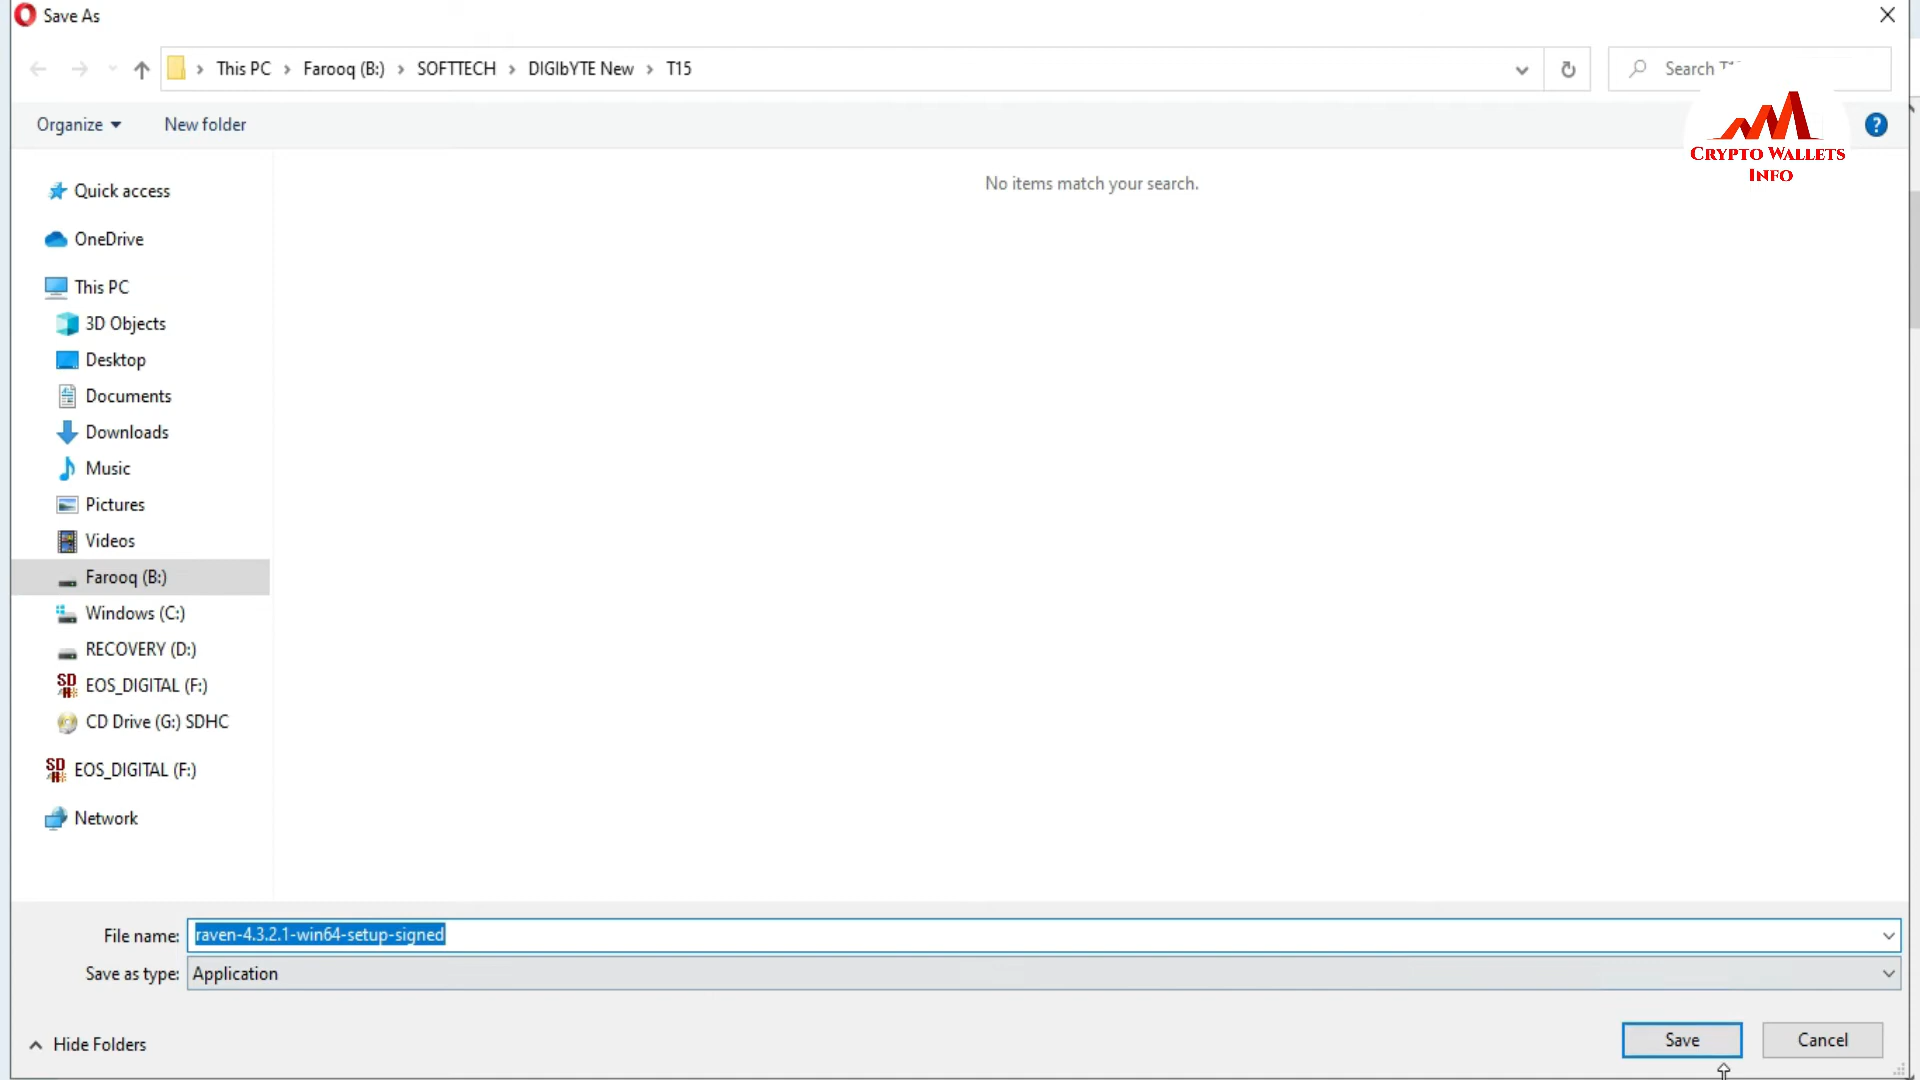 Save As
This PC > Farooq (B:) > SOFTTECH > DIGIbYTE New > T15
Search
CRYPTO WALLETS
INFO
Organize
New folder
?
No items match your search.
Quick access
OneDrive
This PC
3D Objects
Desktop
Documents
Downloads
Music
Pictures
Videos
Farooq (B:)
Windows (C:)
RECOVERY (D:)
EOS_DIGITAL (F:)
CD Drive (G:) SDHC
EOS_DIGITAL (F:)
Network
File name: raven-4.3.2.1-win64-setup-signed
Save as type: Application
Hide Folders
Save
Cancel